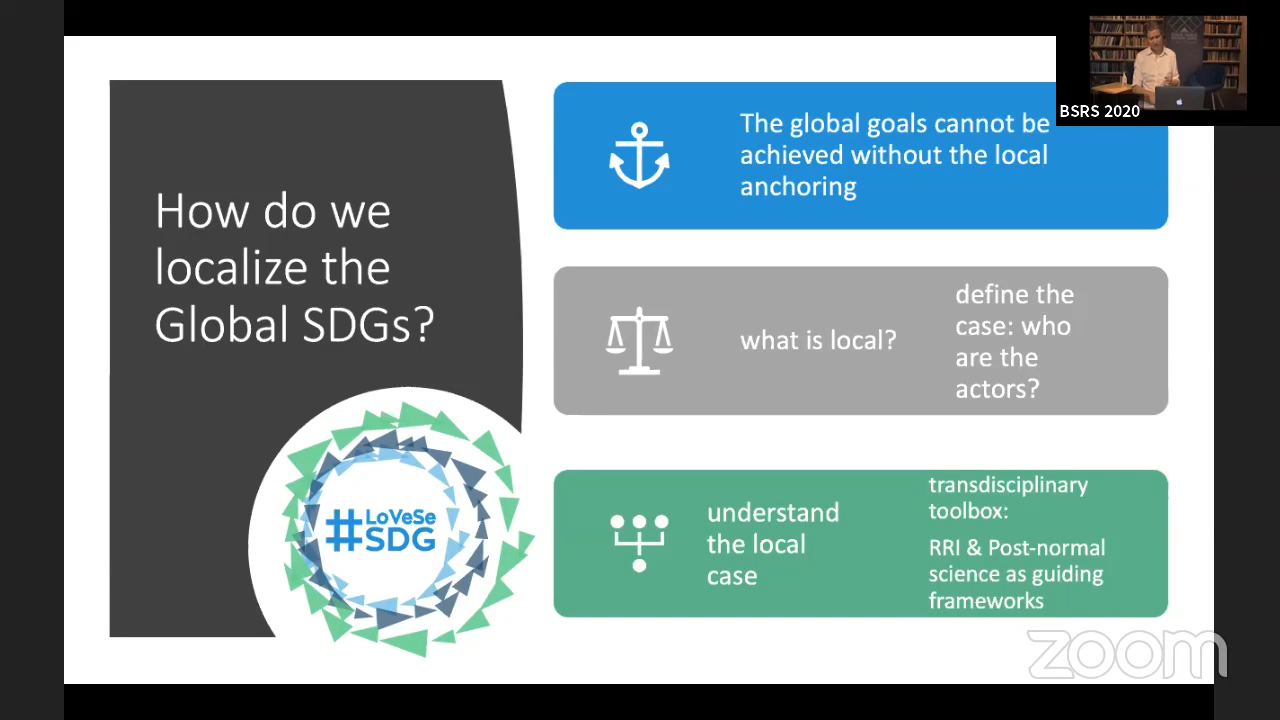 How do we
localize the
Global SDGs?
#LoVeSe
SDG
The global goals cannot be
achieved without the local
anchoring
what is local?
define the
case: who
are the
actors?
understand
the local
case
transdisciplinary
toolbox:
RRI & Post-normal
science as guiding
frameworks
BSRS 2020
zoom